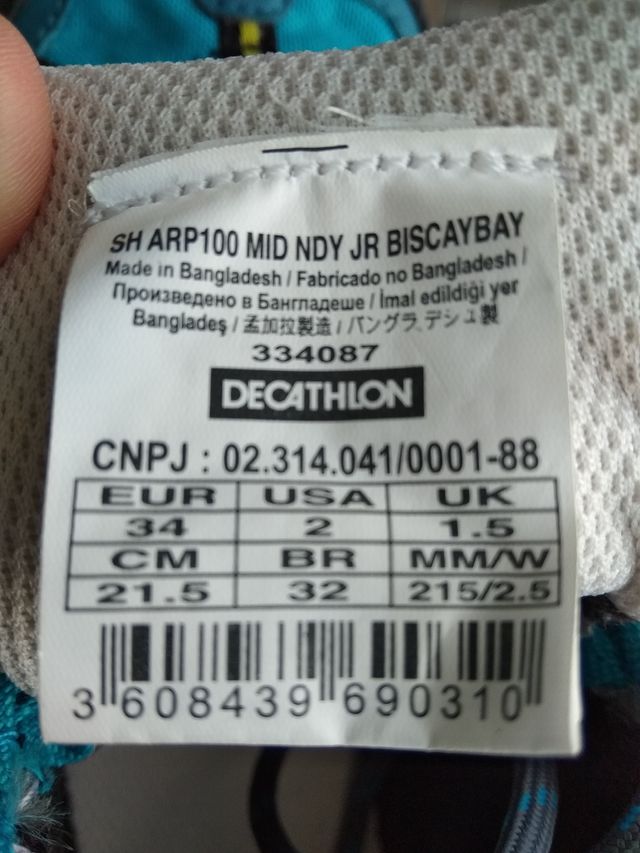 SH ARP100 MID NDY JR BISCAYBAY
Made in Bangladesh / Fabricado no Bangladesh /
Произведено в Бангладеше / İmal edildiği yer
Bangladeş / 孟加拉製造 / バングラデシュ製
334087
DECATHLON
CNPJ : 02.314.041/0001-88
EUR USA UK
34 2 1.5
CM BR MM/W
21.5 32 215/2.5
3 608439 690310